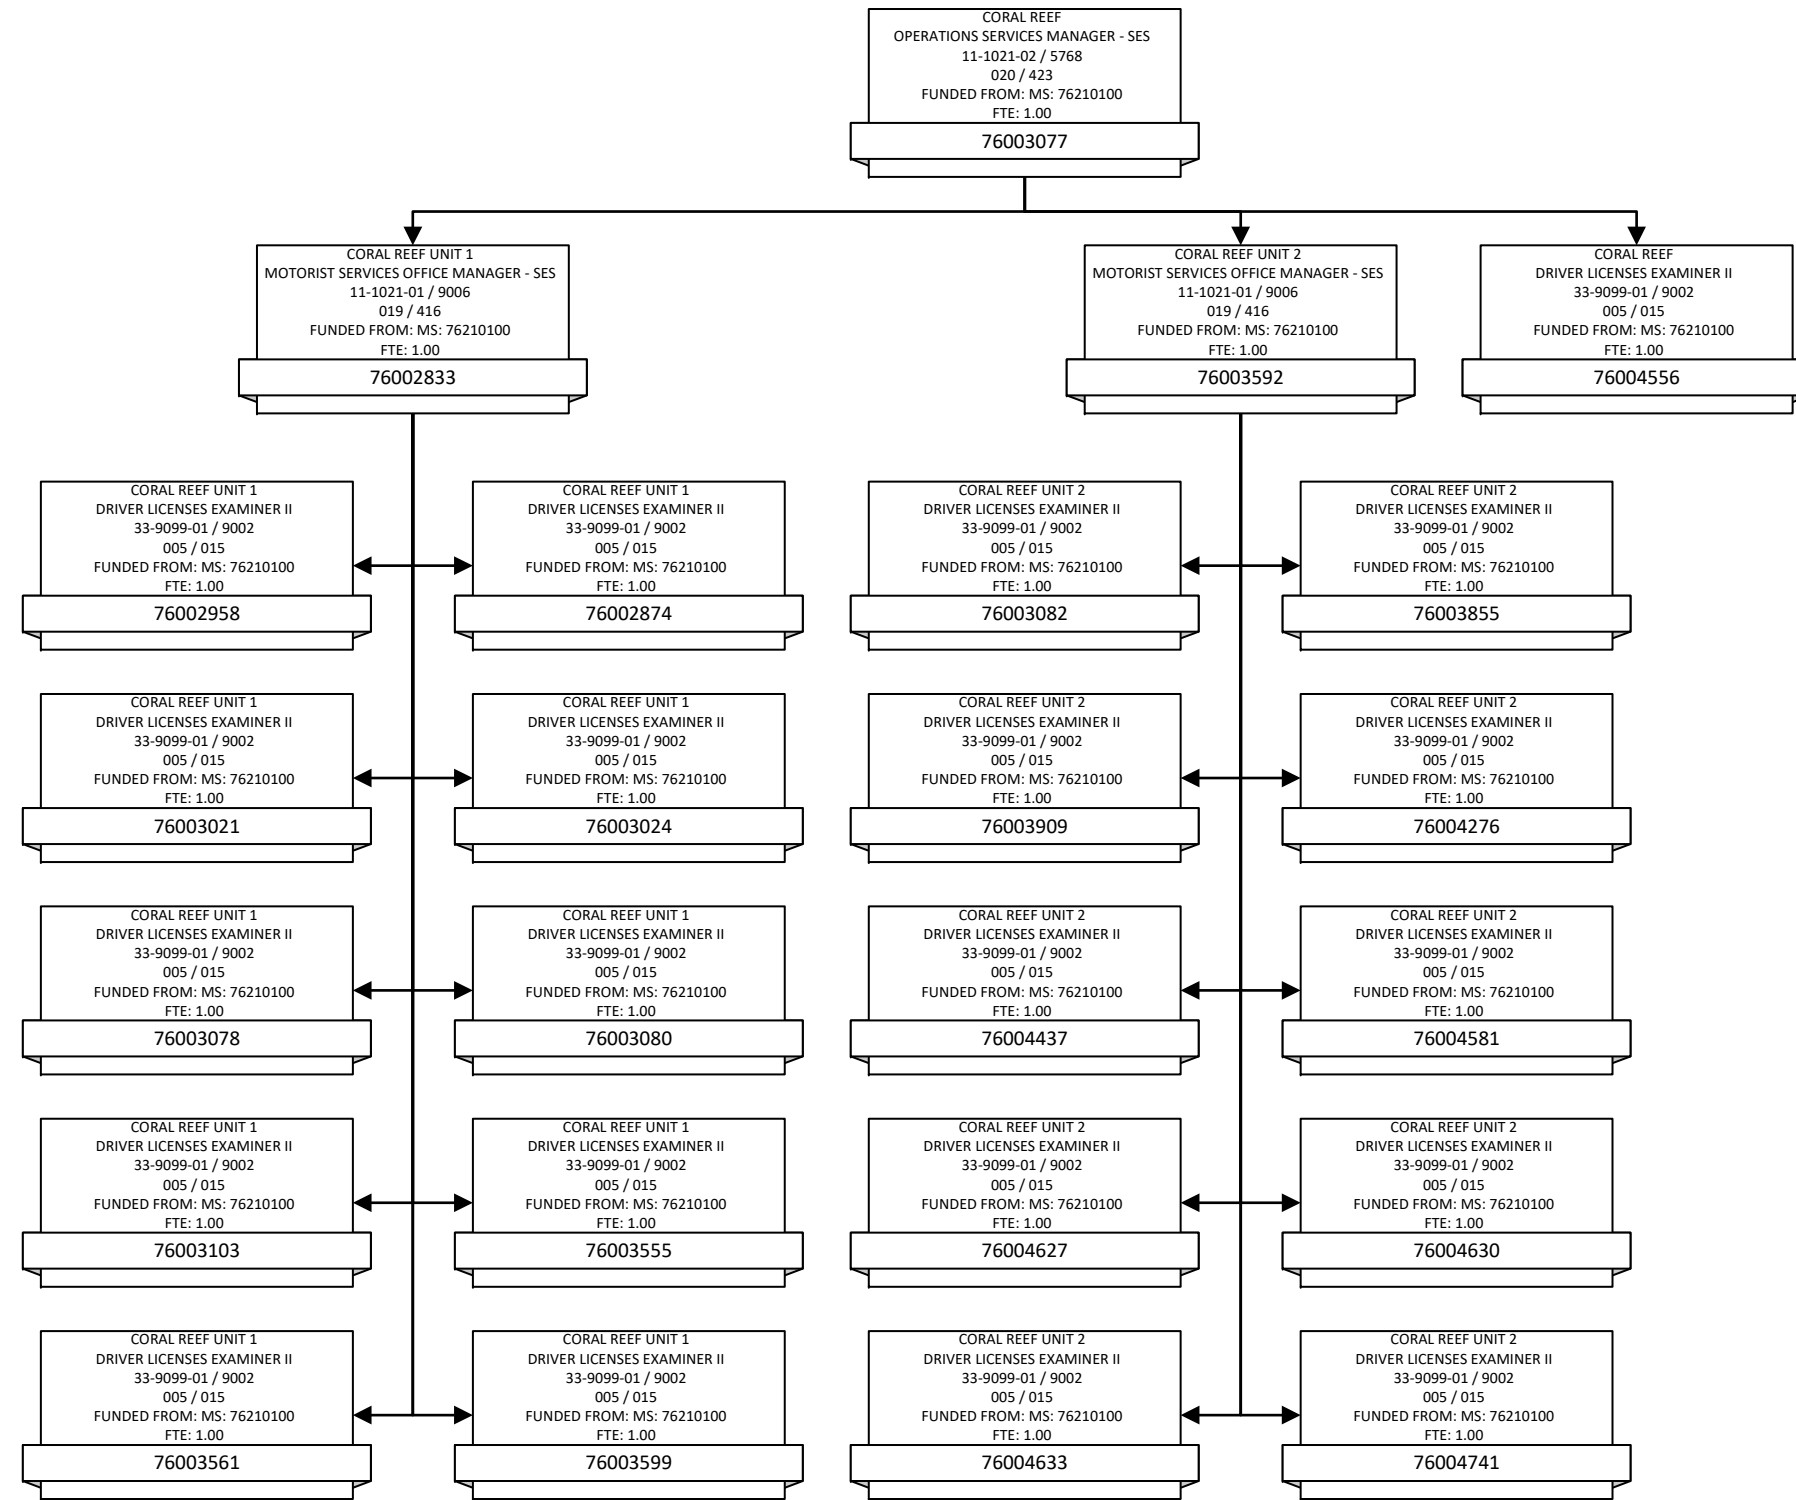 CORAL REEF
OPERATIONS SERVICES MANAGER - SES
11-1021-02 / 5768
020 / 423
FUNDED FROM: MS: 76210100
FTE: 1.00
76003077
CORAL REEF UNIT 1
MOTORIST SERVICES OFFICE MANAGER - SES
11-1021-01 / 9006
019 / 416
FUNDED FROM: MS: 76210100
FTE: 1.00
76002833
CORAL REEF UNIT 2
MOTORIST SERVICES OFFICE MANAGER - SES
11-1021-01 / 9006
019 / 416
FUNDED FROM: MS: 76210100
FTE: 1.00
76003592
CORAL REEF
DRIVER LICENSES EXAMINER II
33-9099-01 / 9002
005 / 015
FUNDED FROM: MS: 76210100
FTE: 1.00
76004556
CORAL REEF UNIT 1
DRIVER LICENSES EXAMINER II
33-9099-01 / 9002
005 / 015
FUNDED FROM: MS: 76210100
FTE: 1.00
76002958
CORAL REEF UNIT 1
DRIVER LICENSES EXAMINER II
33-9099-01 / 9002
005 / 015
FUNDED FROM: MS: 76210100
FTE: 1.00
76002874
CORAL REEF UNIT 2
DRIVER LICENSES EXAMINER II
33-9099-01 / 9002
005 / 015
FUNDED FROM: MS: 76210100
FTE: 1.00
76003082
CORAL REEF UNIT 2
DRIVER LICENSES EXAMINER II
33-9099-01 / 9002
005 / 015
FUNDED FROM: MS: 76210100
FTE: 1.00
76003855
CORAL REEF UNIT 1
DRIVER LICENSES EXAMINER II
33-9099-01 / 9002
005 / 015
FUNDED FROM: MS: 76210100
FTE: 1.00
76003021
CORAL REEF UNIT 1
DRIVER LICENSES EXAMINER II
33-9099-01 / 9002
005 / 015
FUNDED FROM: MS: 76210100
FTE: 1.00
76003024
CORAL REEF UNIT 2
DRIVER LICENSES EXAMINER II
33-9099-01 / 9002
005 / 015
FUNDED FROM: MS: 76210100
FTE: 1.00
76003909
CORAL REEF UNIT 2
DRIVER LICENSES EXAMINER II
33-9099-01 / 9002
005 / 015
FUNDED FROM: MS: 76210100
FTE: 1.00
76004276
CORAL REEF UNIT 1
DRIVER LICENSES EXAMINER II
33-9099-01 / 9002
005 / 015
FUNDED FROM: MS: 76210100
FTE: 1.00
76003078
CORAL REEF UNIT 1
DRIVER LICENSES EXAMINER II
33-9099-01 / 9002
005 / 015
FUNDED FROM: MS: 76210100
FTE: 1.00
76003080
CORAL REEF UNIT 2
DRIVER LICENSES EXAMINER II
33-9099-01 / 9002
005 / 015
FUNDED FROM: MS: 76210100
FTE: 1.00
76004437
CORAL REEF UNIT 2
DRIVER LICENSES EXAMINER II
33-9099-01 / 9002
005 / 015
FUNDED FROM: MS: 76210100
FTE: 1.00
76004581
CORAL REEF UNIT 1
DRIVER LICENSES EXAMINER II
33-9099-01 / 9002
005 / 015
FUNDED FROM: MS: 76210100
FTE: 1.00
76003103
CORAL REEF UNIT 1
DRIVER LICENSES EXAMINER II
33-9099-01 / 9002
005 / 015
FUNDED FROM: MS: 76210100
FTE: 1.00
76003555
CORAL REEF UNIT 2
DRIVER LICENSES EXAMINER II
33-9099-01 / 9002
005 / 015
FUNDED FROM: MS: 76210100
FTE: 1.00
76004627
CORAL REEF UNIT 2
DRIVER LICENSES EXAMINER II
33-9099-01 / 9002
005 / 015
FUNDED FROM: MS: 76210100
FTE: 1.00
76004630
CORAL REEF UNIT 1
DRIVER LICENSES EXAMINER II
33-9099-01 / 9002
005 / 015
FUNDED FROM: MS: 76210100
FTE: 1.00
76003561
CORAL REEF UNIT 1
DRIVER LICENSES EXAMINER II
33-9099-01 / 9002
005 / 015
FUNDED FROM: MS: 76210100
FTE: 1.00
76003599
CORAL REEF UNIT 2
DRIVER LICENSES EXAMINER II
33-9099-01 / 9002
005 / 015
FUNDED FROM: MS: 76210100
FTE: 1.00
76004633
CORAL REEF UNIT 2
DRIVER LICENSES EXAMINER II
33-9099-01 / 9002
005 / 015
FUNDED FROM: MS: 76210100
FTE: 1.00
76004741